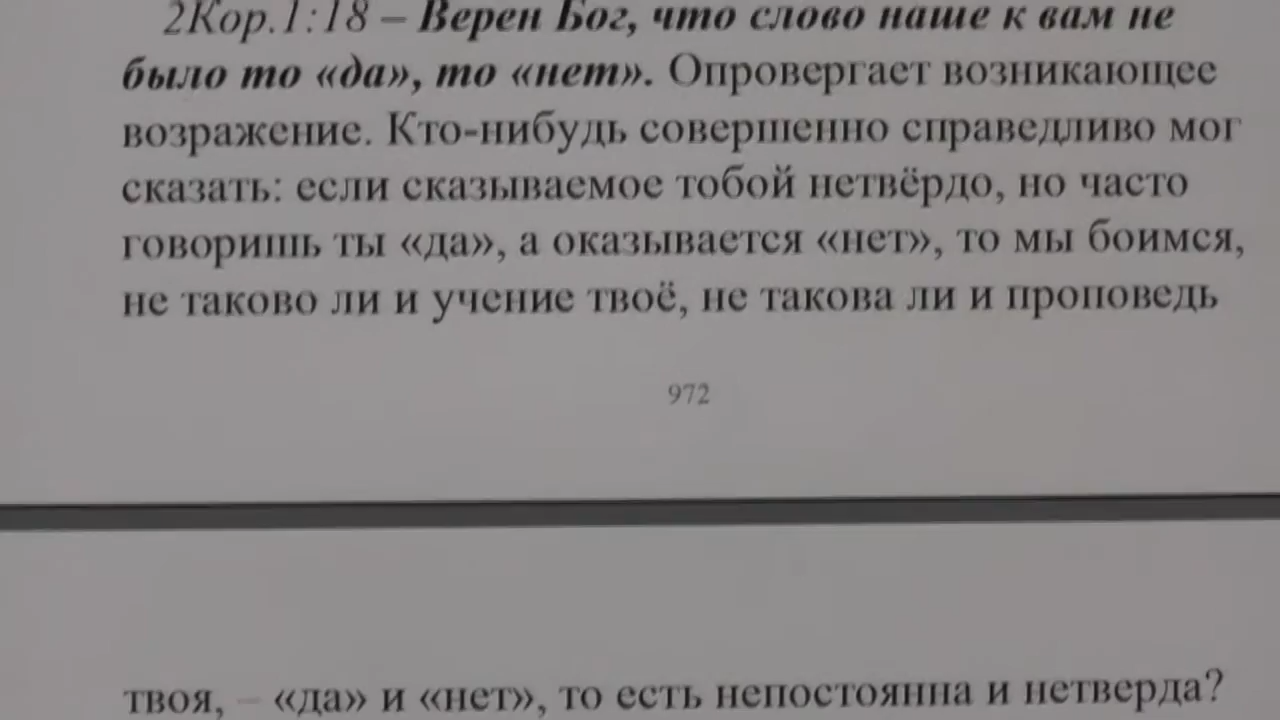 2Кор.1:18 – Верен Бог, что слово наше к вам не
было то «да», то «нет». Опровергает возникающее
возражение. Кто-нибудь совершенно справедливо мог
сказать: если сказываемое тобой нетвёрдо, но часто
говоришь ты «да», а оказывается «нет», то мы боимся,
не таково ли и учение твоё, не такова ли и проповедь
972
твоя, – «да» и «нет», то есть непостоянна и нетверда?